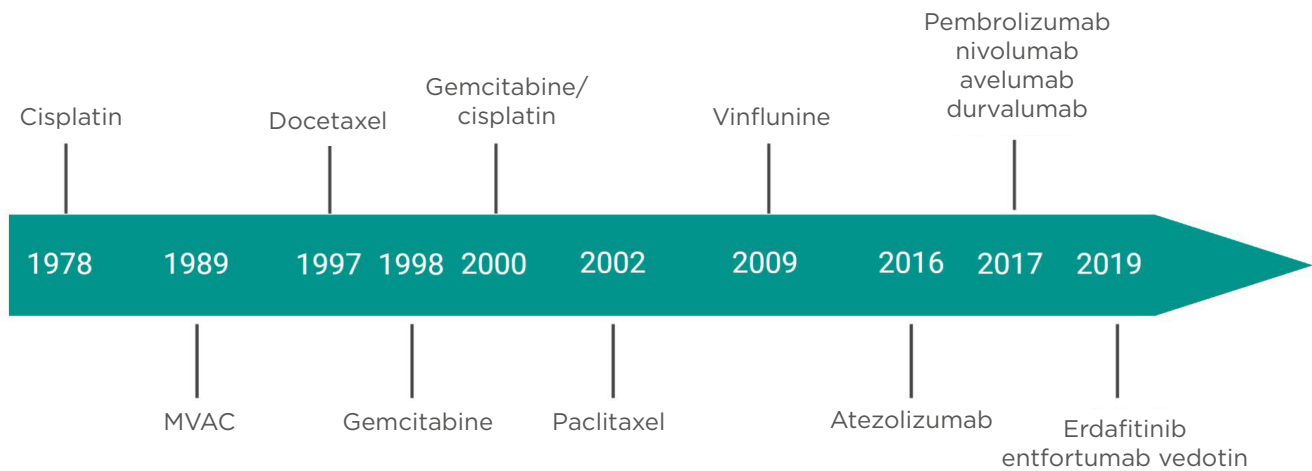 Pembrolizumab
nivolumab
avelumab
durvalumab
Gemcitabine/
cisplatin
Cisplatin
Docetaxel
Vinflunine
1978 1989 1997 1998 2000 2002 2009 2016 2017 2019
MVAC
Gemcitabine
Paclitaxel
Atezolizumab
Erdafitinib
entfortumab vedotin